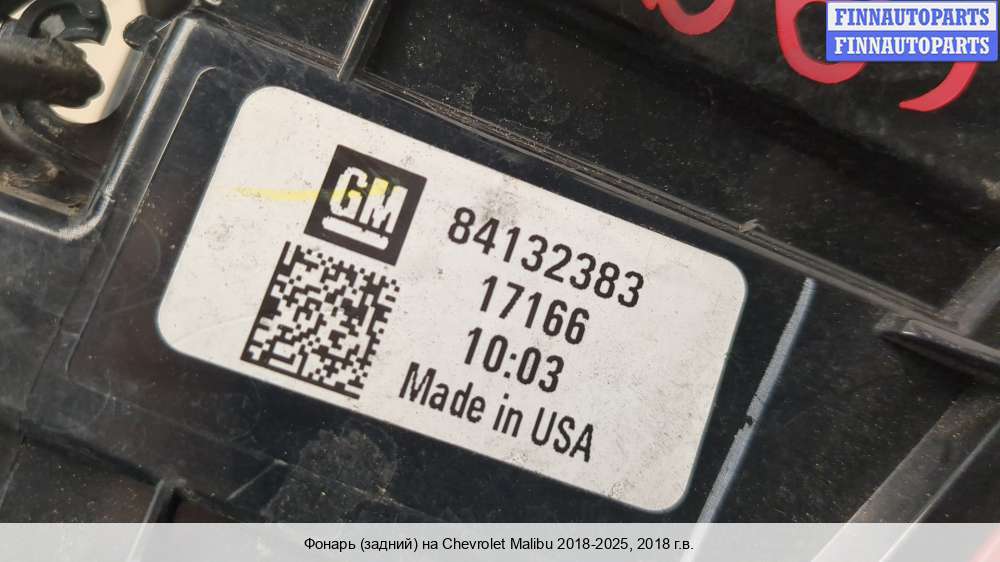 FINNAUTOPARTS
FINNAUTOPARTS
GM
84132383
17166
10:03
Made in USA
Фонарь (задний) на Chevrolet Malibu 2018-2025, 2018 г.в.